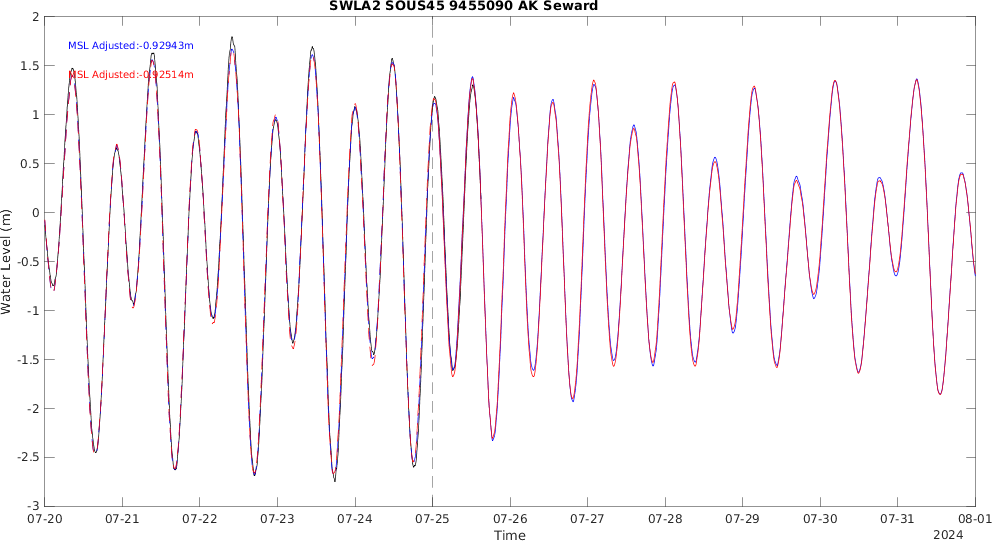 SWLA2 SOUS45 9455090 AK Seward
2
1.5
1
0.5
0
-0.5
-1
-1.5
-2
-2.5
-3
Water Level (m)
MSL Adjusted:-0.92943m
MSL Adjusted:-0.92514m
07-20 07-21 07-22 07-23 07-24 07-25 07-26 07-27 07-28 07-29 07-30 07-31 08-01
Time
2024